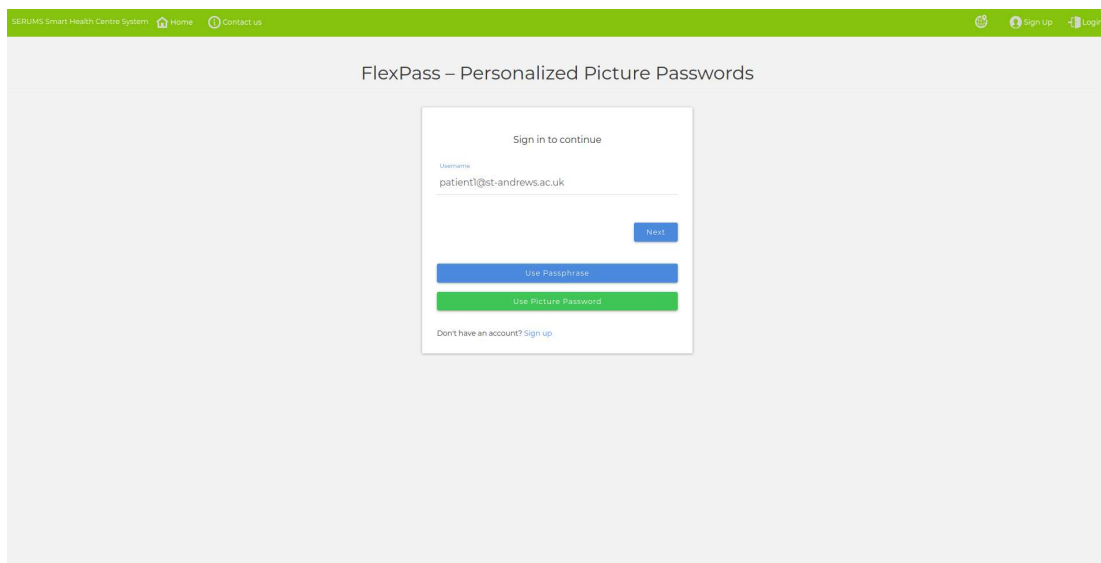 SERUMS Smart Health Centre System Home Contact us Sign Up Login
FlexPass – Personalized Picture Passwords
Sign in to continue
Username
patient1@st-andrews.ac.uk
Next
Use Passphrase
Use Picture Password
Don't have an account? Sign up